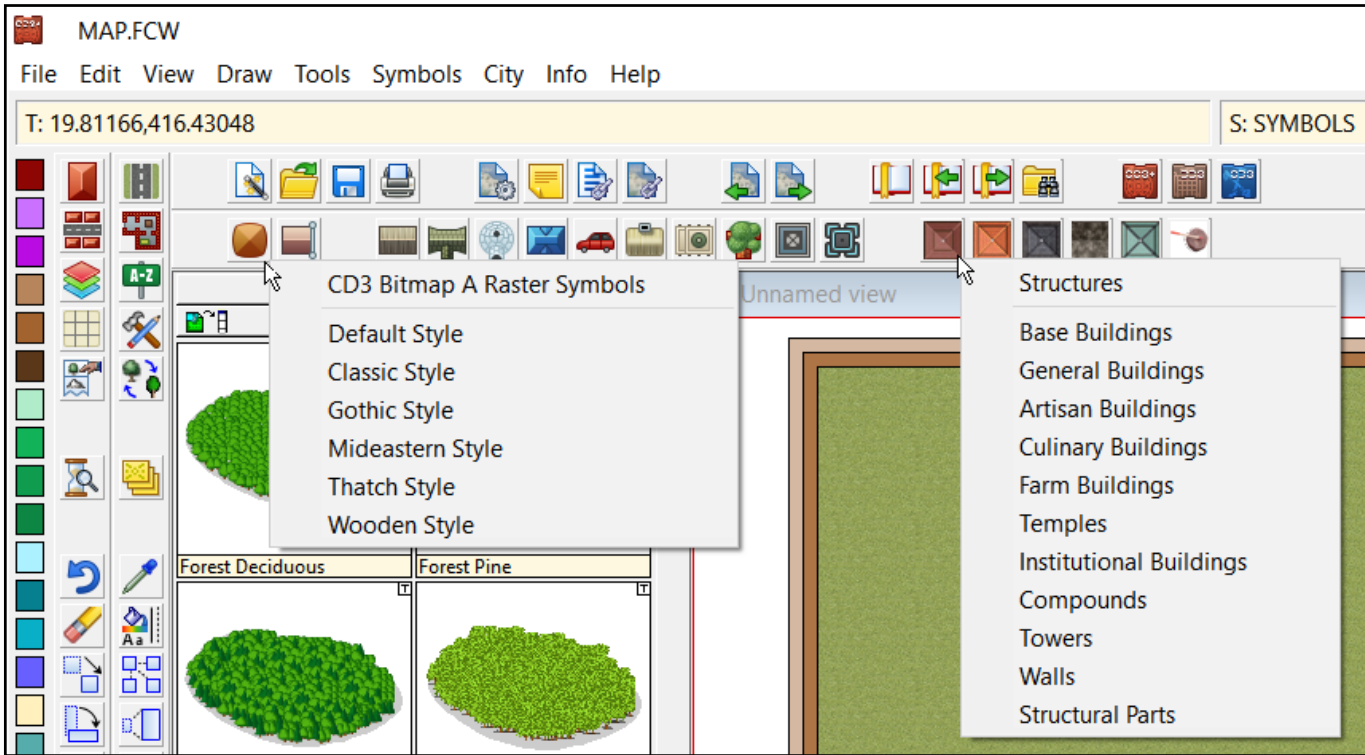 MAP.FCW
File Edit View Draw Tools Symbols City Info Help
T: 19.81166,416.43048
S: SYMBOLS
A-Z
CD3 Bitmap A Raster Symbols
Default Style
Classic Style
Gothic Style
Mideastern Style
Thatch Style
Wooden Style
Unnamed view
Structures
Base Buildings
General Buildings
Artisan Buildings
Culinary Buildings
Farm Buildings
Temples
Institutional Buildings
Compounds
Towers
Walls
Structural Parts
Forest Deciduous
Forest Pine
T
T
Aa